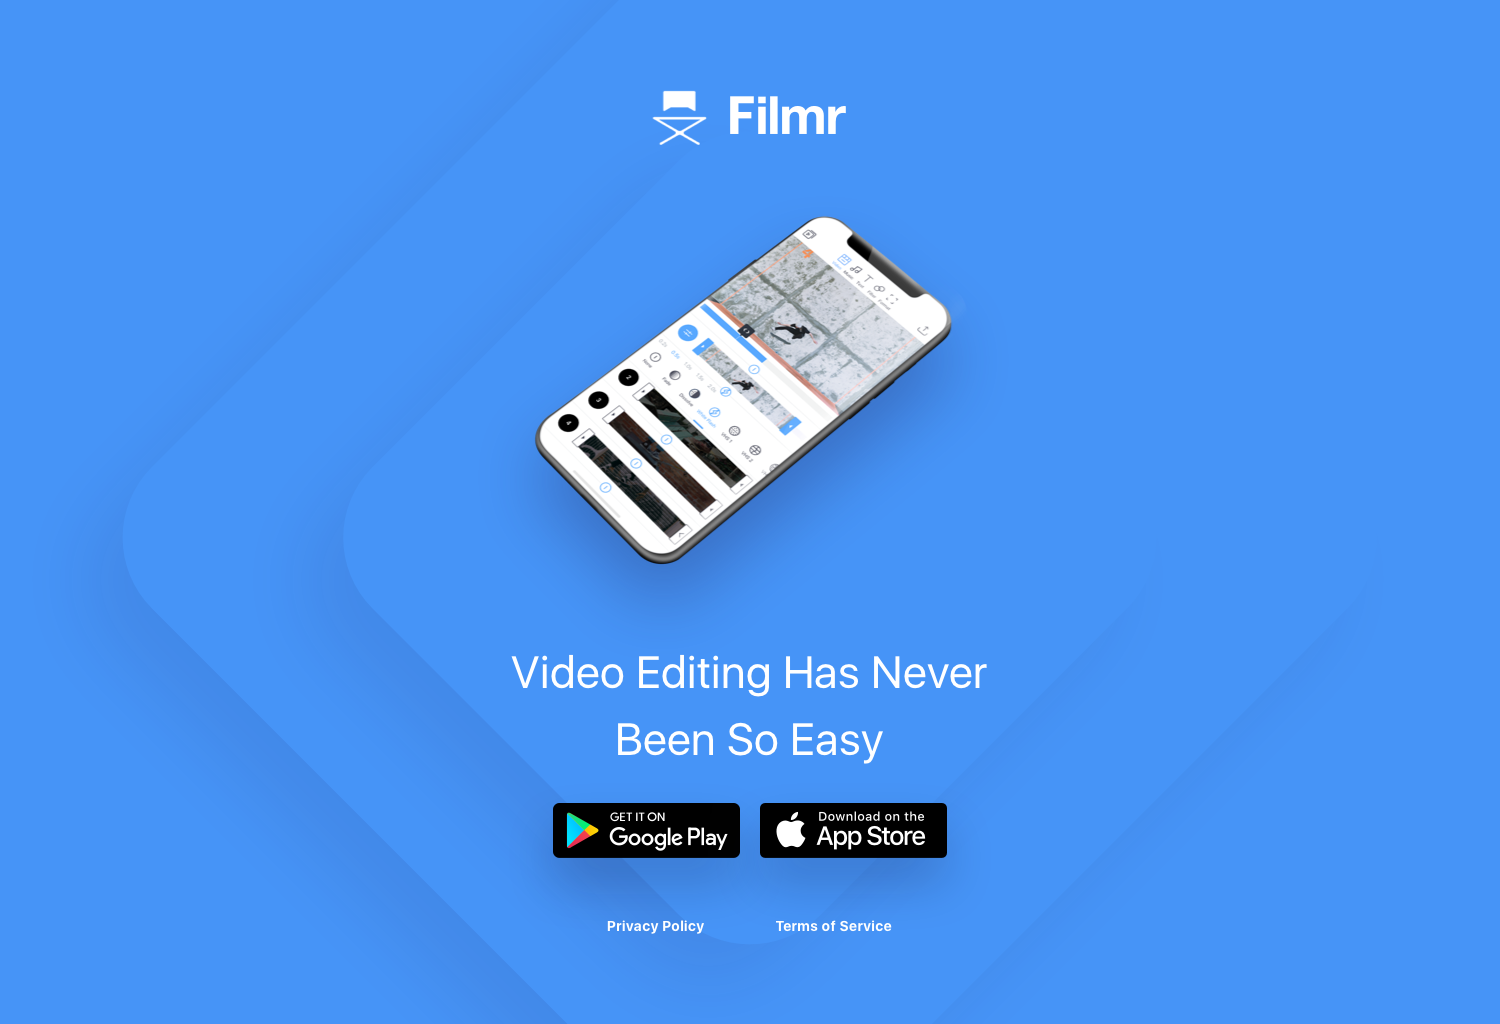 Filmr
Video Editing Has Never
Been So Easy
GET IT ON
Google Play
Download on the
App Store
Privacy Policy
Terms of Service